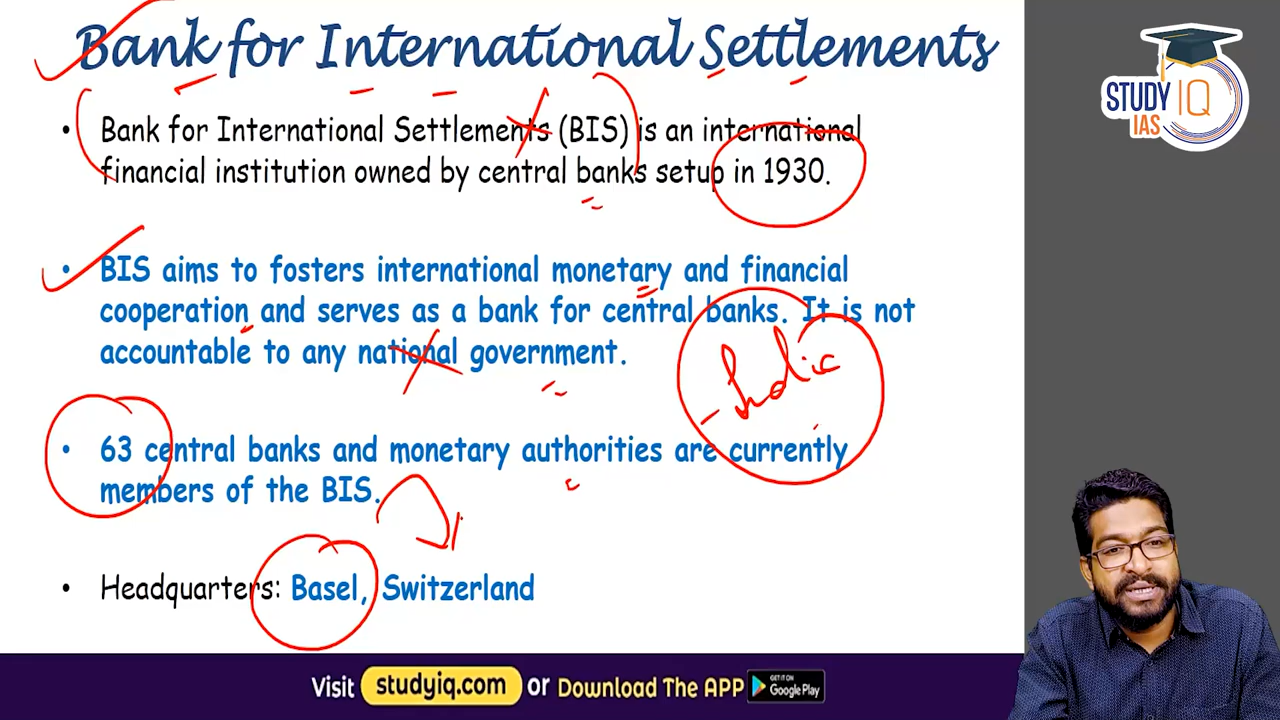 Bank for International Settlements
STUDY IQ
IAS
• Bank for International Settlements (BIS) is an international
financial institution owned by central banks setup in 1930.
• BIS aims to fosters international monetary and financial
cooperation and serves as a bank for central banks. It is not
accountable to any national government.
- India
• 63 central banks and monetary authorities are currently
members of the BIS.
• Headquarters: Basel, Switzerland
Visit studyiq.com or Download The APP GET IT ON Google Play